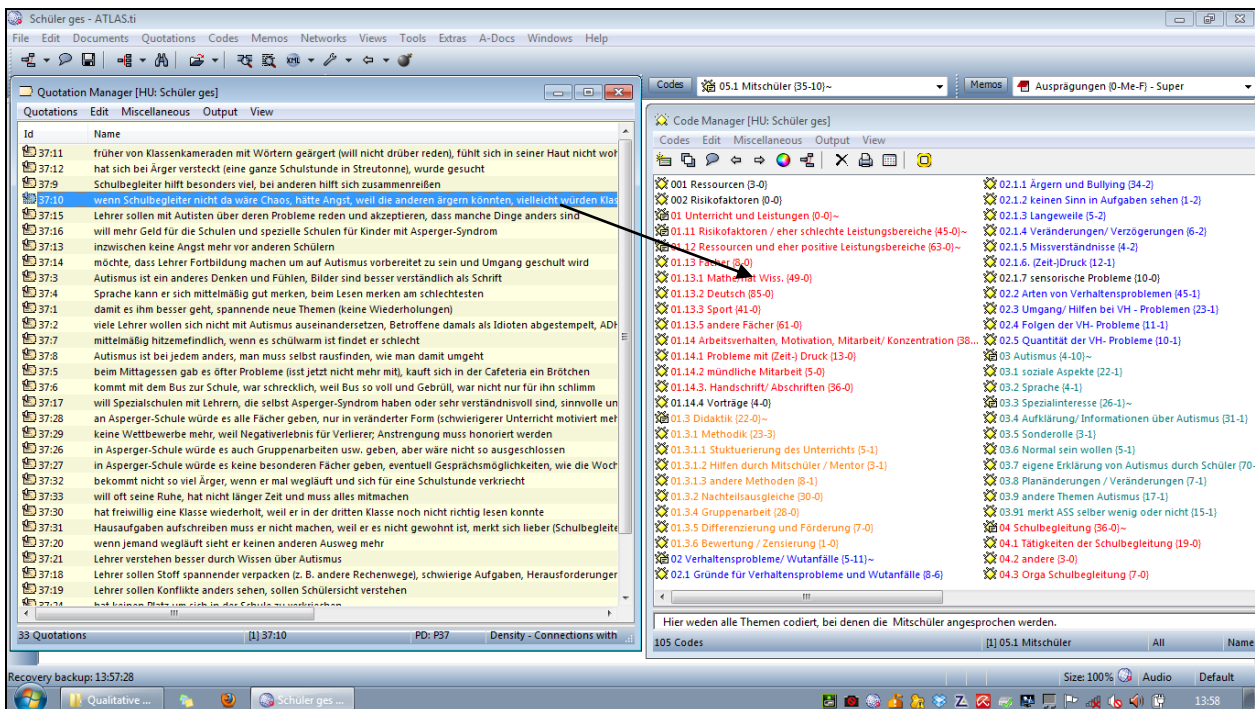 Schüler ges - ATLAS.ti
File Edit Documents Quotations Codes Memos Networks Views Tools Extras A-Docs Windows Help
Quotation Manager [HU: Schüler ges]
Quotations Edit Miscellaneous Output View
Id Name
37:11 früher von Klassenkameraden mit Wörtern geärgert (will nicht drüber reden), fühlt sich in seiner Haut nicht woh
37:12 hat sich bei Ärger versteckt (eine ganze Schulstunde in Streutonne), wurde gesucht
37:9 Schulbegleiter hilft besonders viel, bei anderen hilft sich zusammenreißen
37:10 wenn Schulbegleiter nicht da wäre Chaos, hätte Angst, weil die anderen ärgern könnten, vielleicht würden Klas
37:15 Lehrer sollen mit Autisten über deren Probleme reden und akzeptieren, dass manche Dinge anders sind
37:16 will mehr Geld für die Schulen und spezielle Schulen für Kinder mit Asperger-Syndrom
37:13 inzwischen keine Angst mehr vor anderen Schülern
37:14 möchte, dass Lehrer Fortbildung machen um auf Autismus vorbereitet zu sein und Umgang geschult wird
37:3 Autismus ist ein anderes Denken und Fühlen, Bilder sind besser verständlich als Schrift
37:4 Sprache kann er sich mittelmäßig gut merken, beim Lesen merken am schlechtesten
37:1 damit es ihm besser geht, spannende neue Themen (keine Wiederholungen)
37:2 viele Lehrer wollen sich nicht mit Autismus auseinandersetzen, Betroffene damals als Idioten abgestempelt, ADH
37:7 mittelmäßig hitzemefindlich, wenn es schülwarm ist findet er schlecht
37:8 Autismus ist bei jedem anders, man muss selbst rausfinden, wie man damit umgeht
37:5 beim Mittagessen gab es öfter Probleme (isst jetzt nicht mehr mit), kauft sich in der Cafeteria ein Brötchen
37:6 kommt mit dem Bus zur Schule, war schrecklich, weil Bus so voll und Gebrüll, war nicht nur für ihn schlimm
37:17 will Spezialschulen mit Lehrern, die selbst Asperger-Syndrom haben oder sehr verständnisvoll sind, sinnvolle un
37:28 an Asperger-Schule würde es alle Fächer geben, nur in veränderter Form (schwierigerer Unterricht motiviert meh
37:29 keine Wettbewerbe mehr, weil Negativerlebnis für Verlierer; Anstrengung muss honoriert werden
37:26 in Asperger-Schule würde es auch Gruppenarbeiten usw. geben, aber wäre nicht so ausgeschlossen
37:27 in Asperger-Schule würde es keine besonderen Fächer geben, eventuell Gesprächsmöglichkeiten, wie die Woch
37:32 bekommt nicht so viel Ärger, wenn er mal wegläuft und sich für eine Schulstunde verkriecht
37:33 will oft seine Ruhe, hat nicht länger Zeit und muss alles mitmachen
37:30 hat freiwillig eine Klasse wiederholt, weil er in der dritten Klasse noch nicht richtig lesen konnte
37:31 Hausaufgaben aufschreiben muss er nicht machen, weil er es nicht gewohnt ist, merkt sich lieber (Schulbegleite
37:20 wenn jemand wegläuft sieht er keinen anderen Ausweg mehr
37:21 Lehrer verstehen besser durch Wissen über Autismus
37:18 Lehrer sollen Stoff spannender verpacken (z. B. andere Rechenwege), schwierige Aufgaben, Herausforderunger
37:19 Lehrer sollen Konflikte anders sehen, sollen Schülersicht verstehen
37:24 hat keinen Platz um sich in der Schule zu verkriechen
33 Quotations [1] 37:10 PD: P37 Density - Connections with
Codes 05.1 Mitschüler {35-10}~ Memos Ausprägungen {0-Me-F} - Super
Code Manager [HU: Schüler ges]
Codes Edit Miscellaneous Output View
001 Ressourcen {3-0}
002 Risikofaktoren {0-0}
01 Unterricht und Leistungen {0-0}~
01.11 Risikofaktoren / eher schlechte Leistungsbereiche {45-0}~
01.12 Ressourcen und eher positive Leistungsbereiche {63-0}~
01.13 Fächer {8-0}
01.13.1 Mathe/nat Wiss. {49-0}
01.13.2 Deutsch {85-0}
01.13.3 Sport {41-0}
01.13.5 andere Fächer {61-0}
01.14 Arbeitsverhalten, Motivation, Mitarbeit/ Konzentration {38...
01.14.1 Probleme mit (Zeit-) Druck {13-0}
01.14.2 mündliche Mitarbeit {5-0}
01.14.3. Handschrift/ Abschriften {36-0}
01.14.4 Vorträge {4-0}
01.3 Didaktik {22-0}~
01.3.1 Methodik {23-3}
01.3.1.1 Stuktuerierung des Unterrichts {5-1}
01.3.1.2 Hilfen durch Mitschüler / Mentor {3-1}
01.3.1.3 andere Methoden {8-1}
01.3.2 Nachteilsausgleiche {30-0}
01.3.4 Gruppenarbeit {28-0}
01.3.5 Differenzierung und Förderung {7-0}
01.3.6 Bewertung / Zensierung {1-0}
02 Verhaltensprobleme/ Wutanfälle {5-11}~
02.1 Gründe für Verhaltensprobleme und Wutanfälle {8-6}
02.1.1 Ärgern und Bullying {34-2}
02.1.2 keinen Sinn in Aufgaben sehen {1-2}
02.1.3 Langeweile {5-2}
02.1.4 Veränderungen/ Verzögerungen {6-2}
02.1.5 Missverständnisse {4-2}
02.1.6. (Zeit-)Druck {12-1}
02.1.7 sensorische Probleme {10-0}
02.2 Arten von Verhaltensproblemen {45-1}
02.3 Umgang/ Hilfen bei VH - Problemen {23-1}
02.4 Folgen der VH- Probleme {11-1}
02.5 Quantität der VH- Probleme {10-1}
03 Autismus {4-10}~
03.1 soziale Aspekte {22-1}
03.2 Sprache {4-1}
03.3 Spezialinteresse {26-1}~
03.4 Aufklärung/ Informationen über Autismus {31-1}
03.5 Sonderolle {3-1}
03.6 Normal sein wollen {5-1}
03.7 eigene Erklärung von Autismus durch Schüler {70-
03.8 Planänderungen / Veränderungen {7-1}
03.9 andere Themen Autismus {17-1}
03.91 merkt ASS selber wenig oder nicht {15-1}
04 Schulbegleitung {36-0}~
04.1 Tätigkeiten der Schulbegleitung {19-0}
04.2 andere {3-0}
04.3 Orga Schulbegleitung {7-0}
Hier weden alle Themen codiert, bei denen die Mitschüler angesprochen werden.
105 Codes [1] 05.1 Mitschüler All Name
Recovery backup: 13:57:28 Size: 100% Audio Default
Qualitative ... Schüler ges ... 13:58